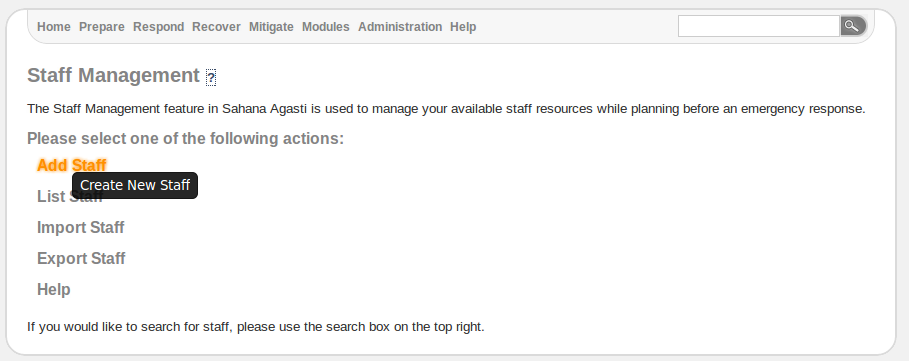 Home Prepare Respond Recover Mitigate Modules Administration Help
Staff Management ?
The Staff Management feature in Sahana Agasti is used to manage your available staff resources while planning before an emergency response.
Please select one of the following actions:
Add Staff
Create New Staff
List Staff
Import Staff
Export Staff
Help
If you would like to search for staff, please use the search box on the top right.